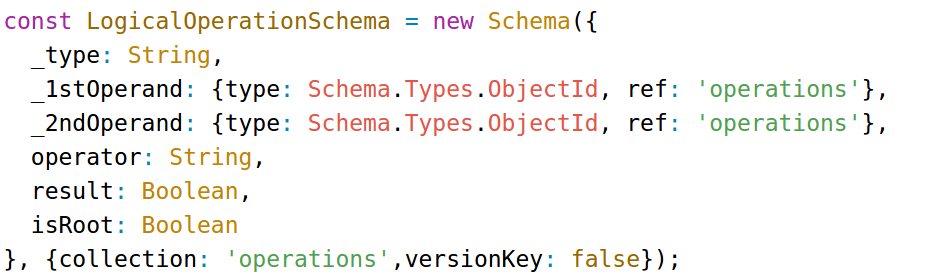 const LogicalOperationSchema = new Schema({
  _type: String,
  _1stOperand: {type: Schema.Types.ObjectId, ref: 'operations'},
  _2ndOperand: {type: Schema.Types.ObjectId, ref: 'operations'},
  operator: String,
  result: Boolean,
  isRoot: Boolean
}, {collection: 'operations',versionKey: false});